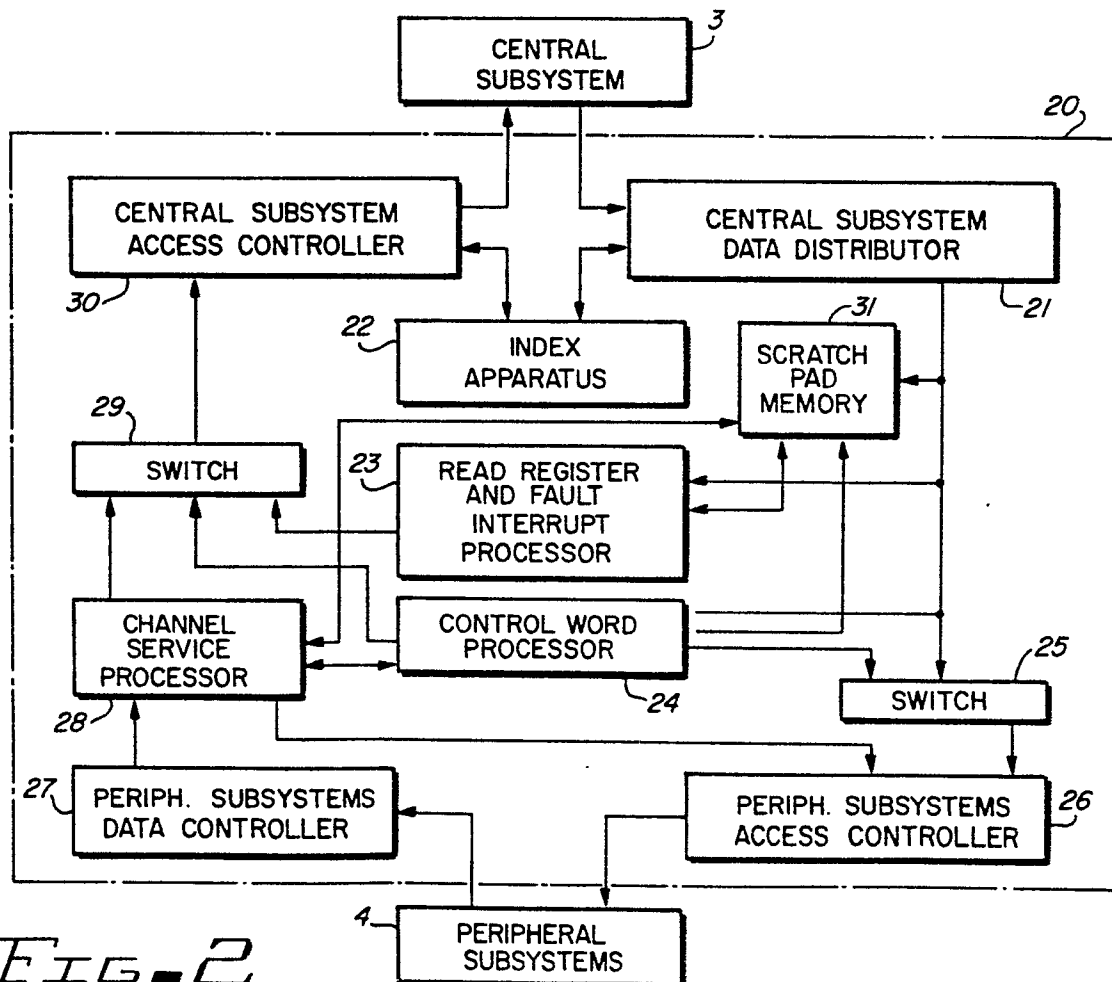 3
CENTRAL
SUBSYSTEM
20
CENTRAL SUBSYSTEM
ACCESS CONTROLLER
30
CENTRAL SUBSYSTEM
DATA DISTRIBUTOR
21
22
INDEX
APPARATUS
31
SCRATCH
PAD
MEMORY
29
SWITCH
23
READ REGISTER
AND FAULT
INTERRUPT
PROCESSOR
CHANNEL
SERVICE
PROCESSOR
28
CONTROL WORD
PROCESSOR
24
25
SWITCH
27
PERIPH. SUBSYSTEMS
DATA CONTROLLER
PERIPH. SUBSYSTEMS
ACCESS CONTROLLER
26
4
PERIPHERAL
SUBSYSTEMS
FIG-2